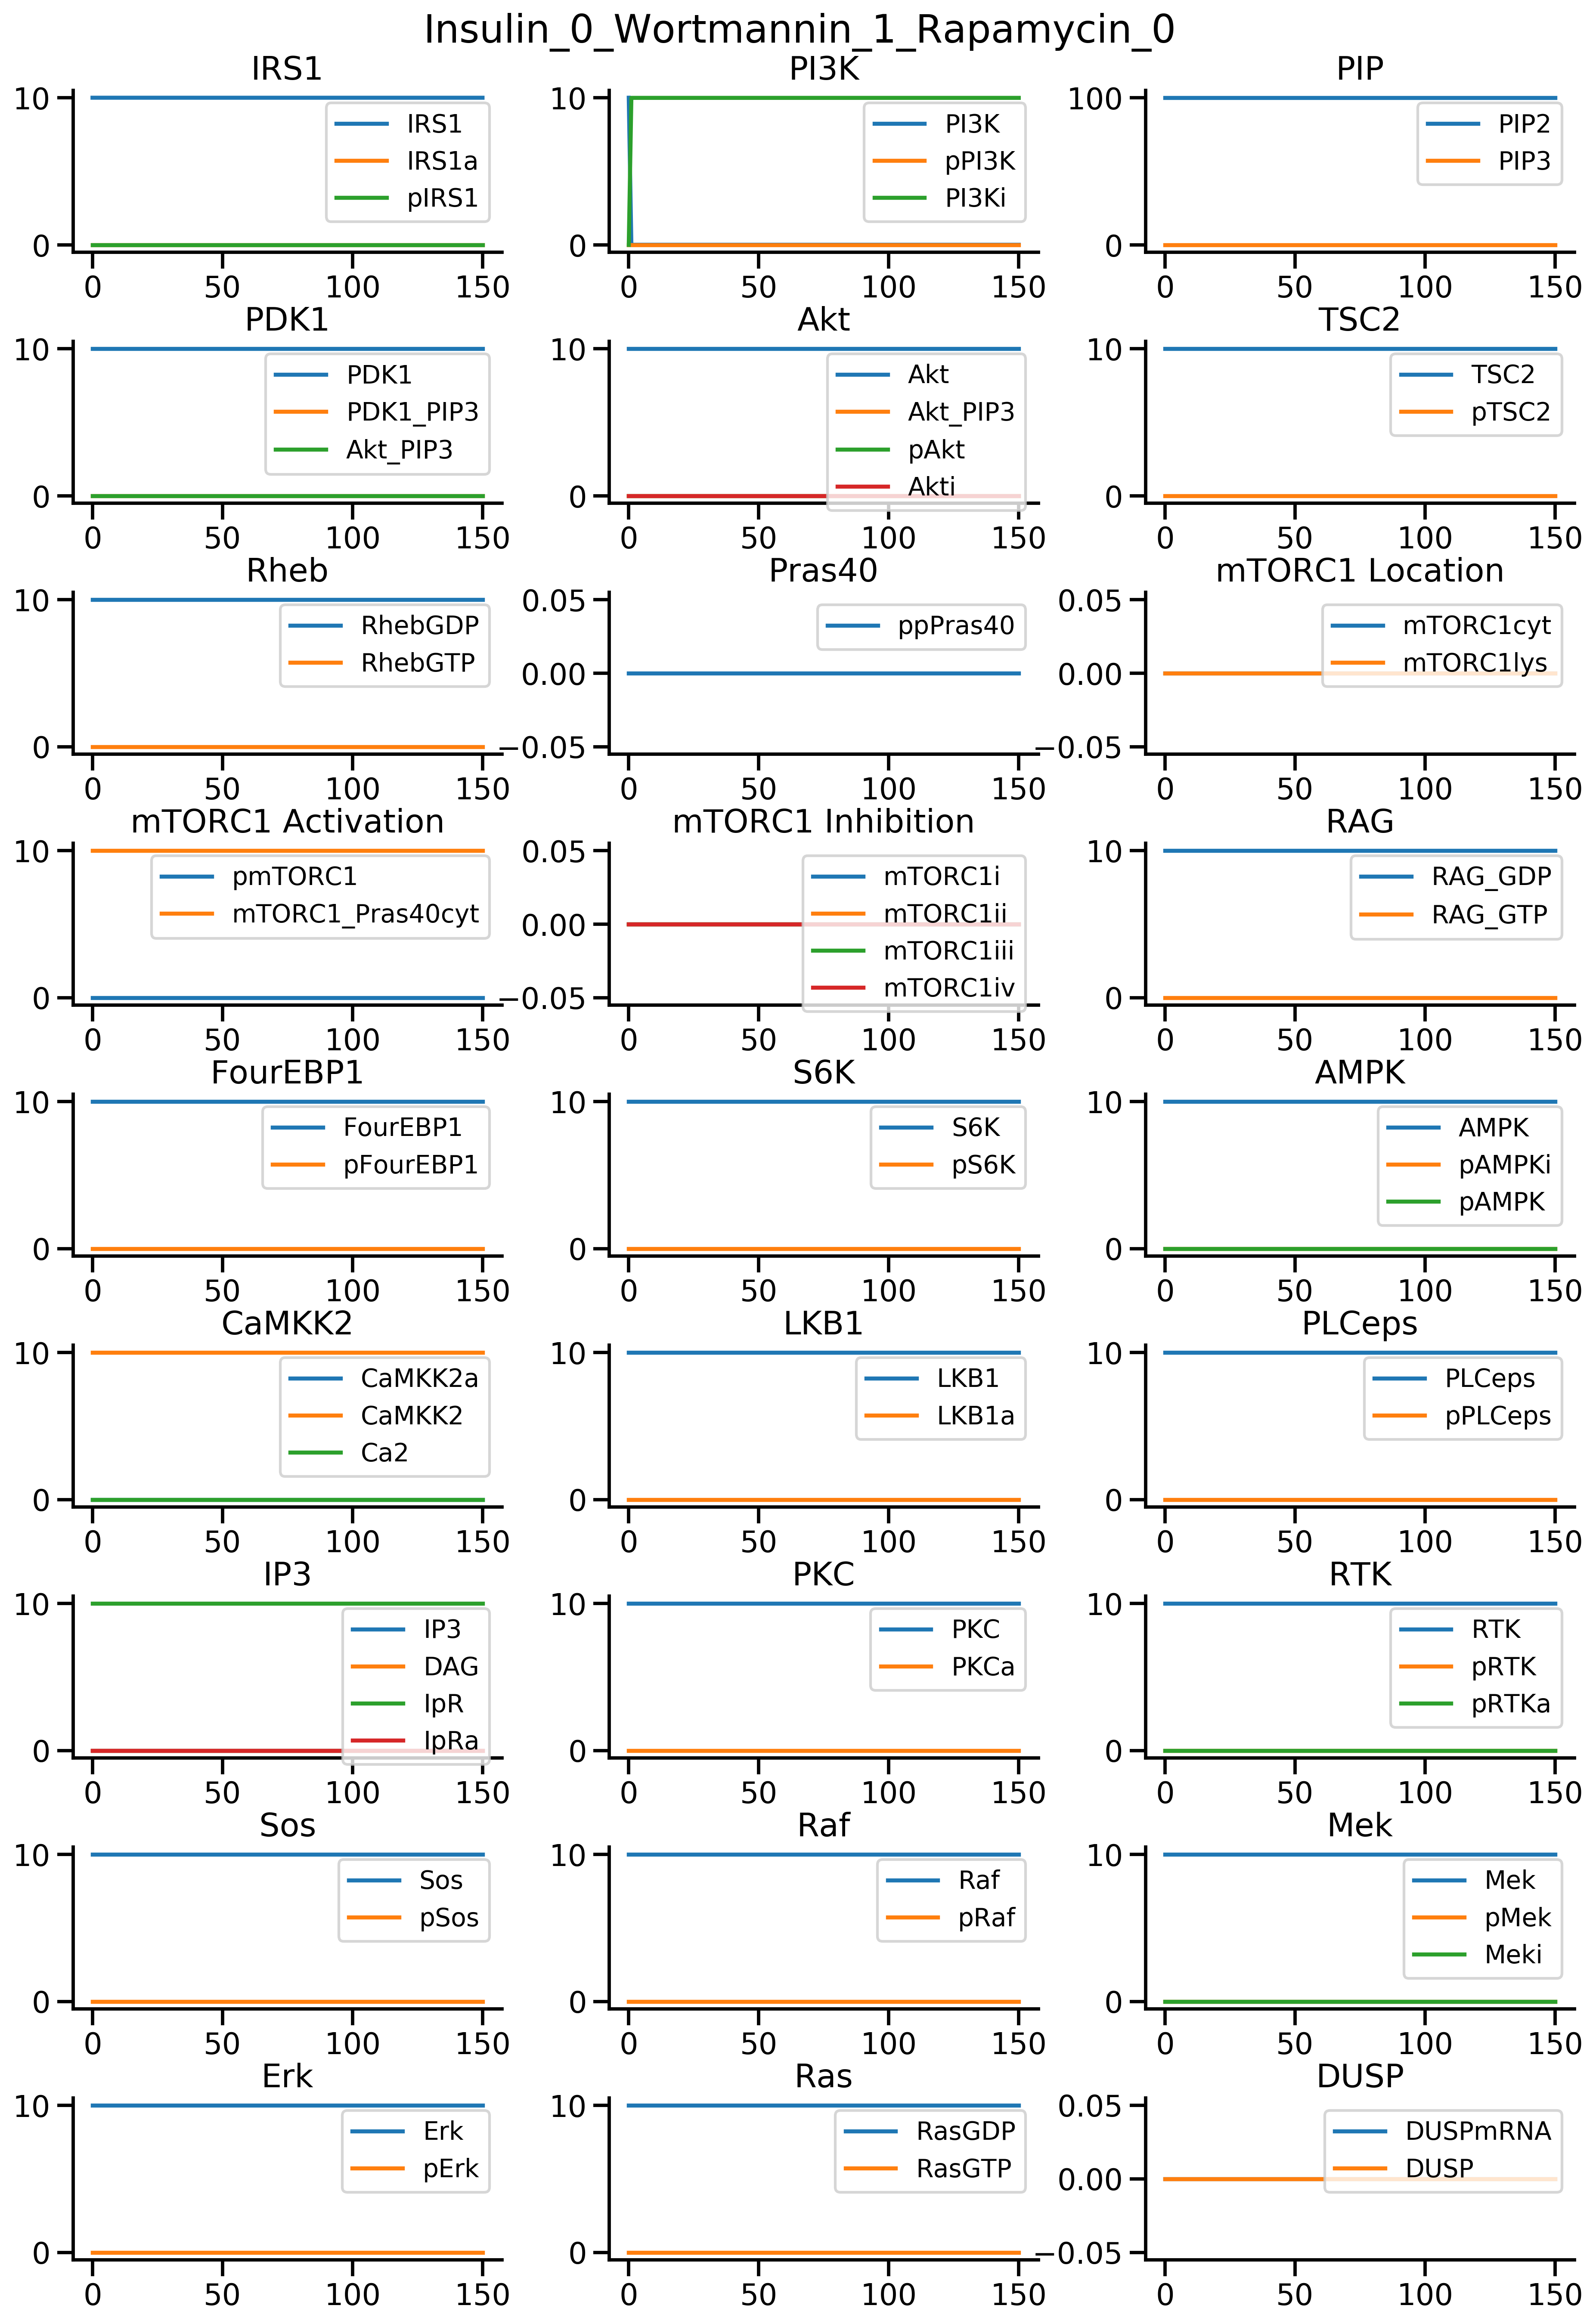 Insulin_0_Wortmannin_1_Rapamycin_0
IRS1
10
0
0 50 100 150
IRS1
IRS1a
pIRS1
PI3K
10
0
0 50 100 150
PI3K
pPI3K
PI3Ki
PIP
100
0
0 50 100 150
PIP2
PIP3
PDK1
10
0
0 50 100 150
PDK1
PDK1_PIP3
Akt_PIP3
Akt
10
0
0 50 100 150
Akt
Akt_PIP3
pAkt
Akti
TSC2
10
0
0 50 100 150
TSC2
pTSC2
Rheb
10
0
0 50 100 150
RhebGDP
RhebGTP
Pras40
0.05
0.00
−0.05
0 50 100 150
ppPras40
mTORC1 Location
0.05
0.00
−0.05
0 50 100 150
mTORC1cyt
mTORC1lys
mTORC1 Activation
10
0
0 50 100 150
pmTORC1
mTORC1_Pras40cyt
mTORC1 Inhibition
0.05
0.00
−0.05
0 50 100 150
mTORC1i
mTORC1ii
mTORC1iii
mTORC1iv
RAG
10
0
0 50 100 150
RAG_GDP
RAG_GTP
FourEBP1
10
0
0 50 100 150
FourEBP1
pFourEBP1
S6K
10
0
0 50 100 150
S6K
pS6K
AMPK
10
0
0 50 100 150
AMPK
pAMPKi
pAMPK
CaMKK2
10
0
0 50 100 150
CaMKK2a
CaMKK2
Ca2
LKB1
10
0
0 50 100 150
LKB1
LKB1a
PLCeps
10
0
0 50 100 150
PLCeps
pPLCeps
IP3
10
0
0 50 100 150
IP3
DAG
IpR
IpRa
PKC
10
0
0 50 100 150
PKC
PKCa
RTK
10
0
0 50 100 150
RTK
pRTK
pRTKa
Sos
10
0
0 50 100 150
Sos
pSos
Raf
10
0
0 50 100 150
Raf
pRaf
Mek
10
0
0 50 100 150
Mek
pMek
Meki
Erk
10
0
0 50 100 150
Erk
pErk
Ras
10
0
0 50 100 150
RasGDP
RasGTP
DUSP
0.05
0.00
−0.05
0 50 100 150
DUSPmRNA
DUSP